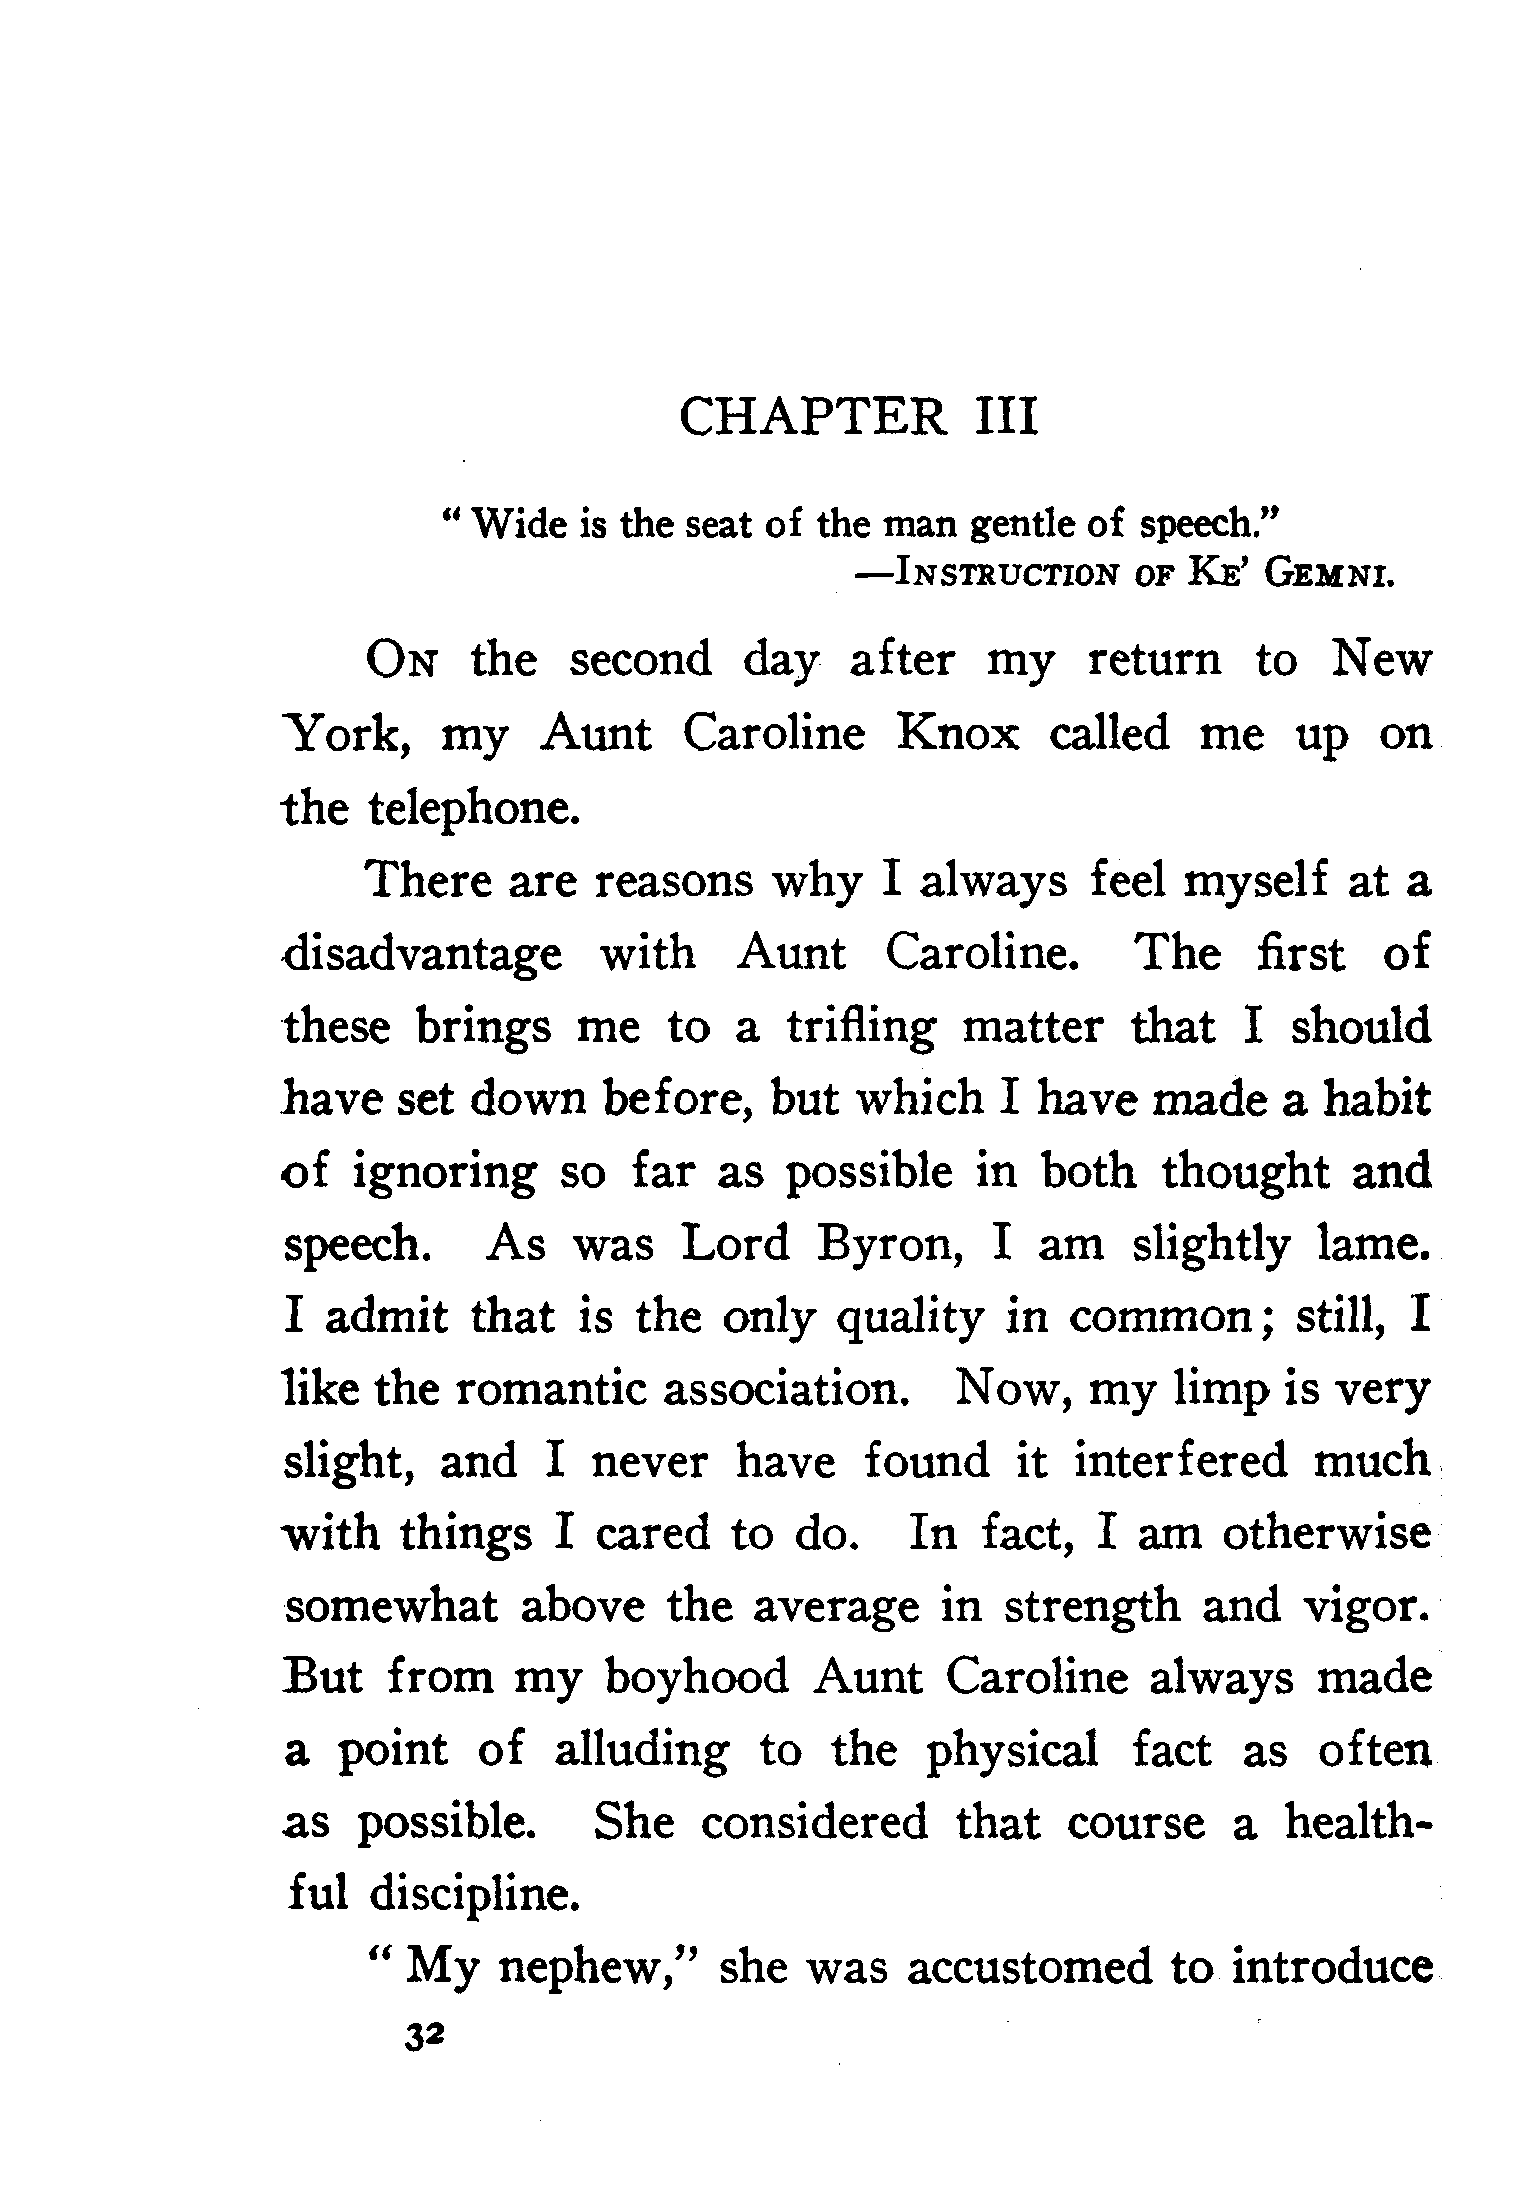 CHAPTER III
" Wide is the seat of the man gentle of speech."
—INSTRUCTION OF KE' GEMNI.
ON the second day after my return to New
York, my Aunt Caroline Knox called me up on
the telephone.
There are reasons why I always feel myself at a
disadvantage with Aunt Caroline. The first of
these brings me to a trifling matter that I should
have set down before, but which I have made a habit
of ignoring so far as possible in both thought and
speech. As was Lord Byron, I am slightly lame.
I admit that is the only quality in common; still, I
like the romantic association. Now, my limp is very
slight, and I never have found it interfered much
with things I cared to do. In fact, I am otherwise
somewhat above the average in strength and vigor.
But from my boyhood Aunt Caroline always made
a point of alluding to the physical fact as often
as possible. She considered that course a health-
ful discipline.
" My nephew," she was accustomed to introduce
32